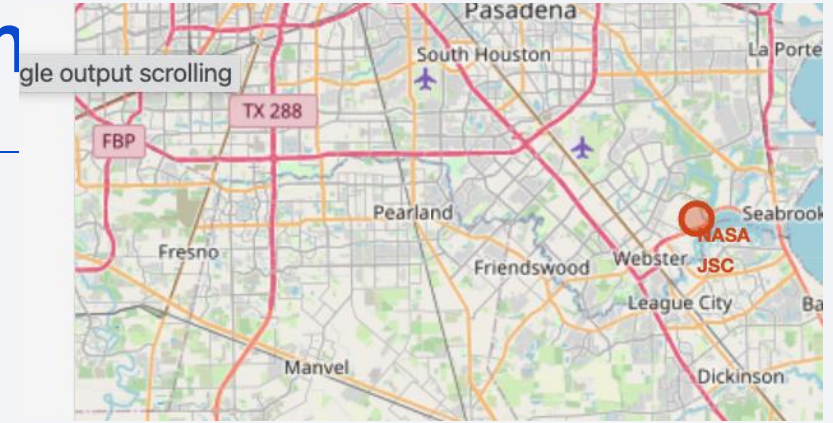 Pasadena
gle output scrolling
South Houston
La Porte
TX 288
FBP
Pearland
Seabrook
NASA
JSC
Fresno
Webster
Friendswood
League City
Ba
Manvel
Dickinson